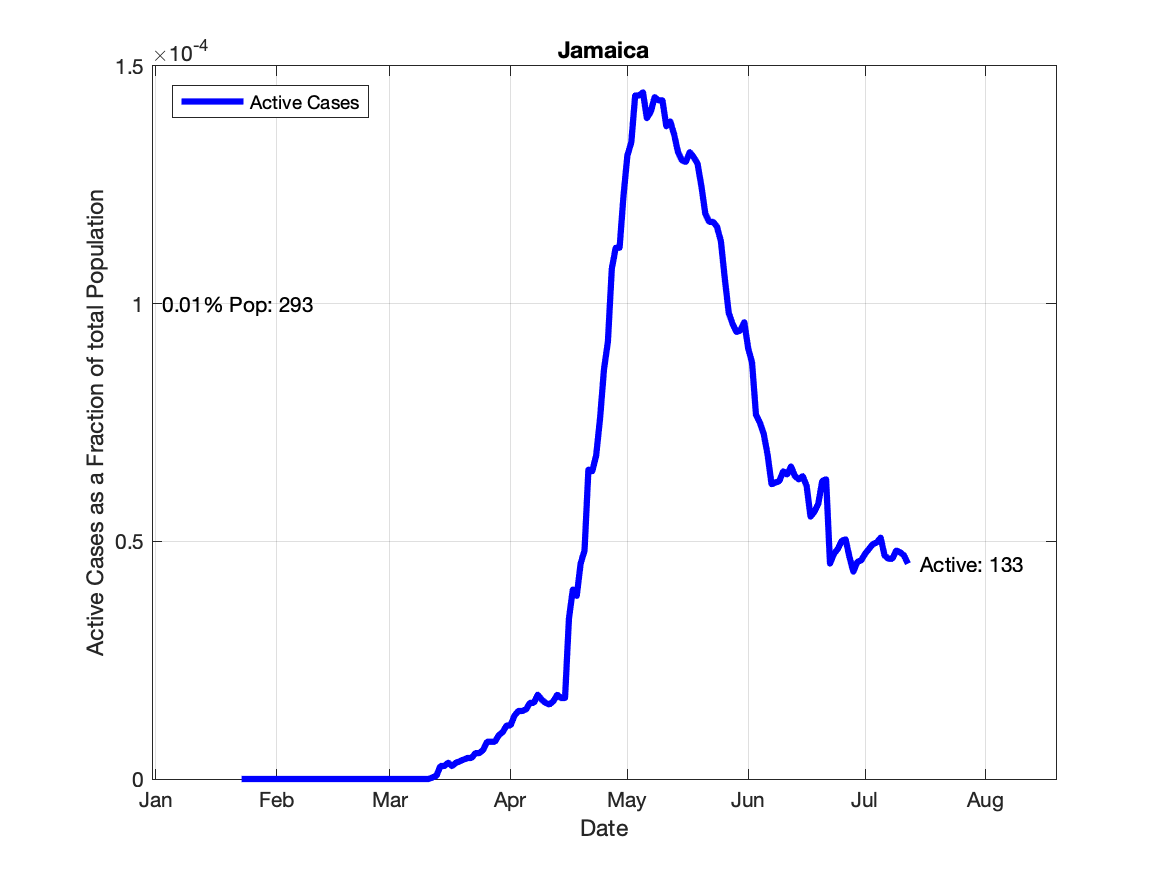 Jamaica
×10-4
1.5
Active Cases
1
0.01% Pop: 293
0.5
Active: 133
0
Jan Feb Mar Apr May Jun Jul Aug
Date
Active Cases as a Fraction of total Population